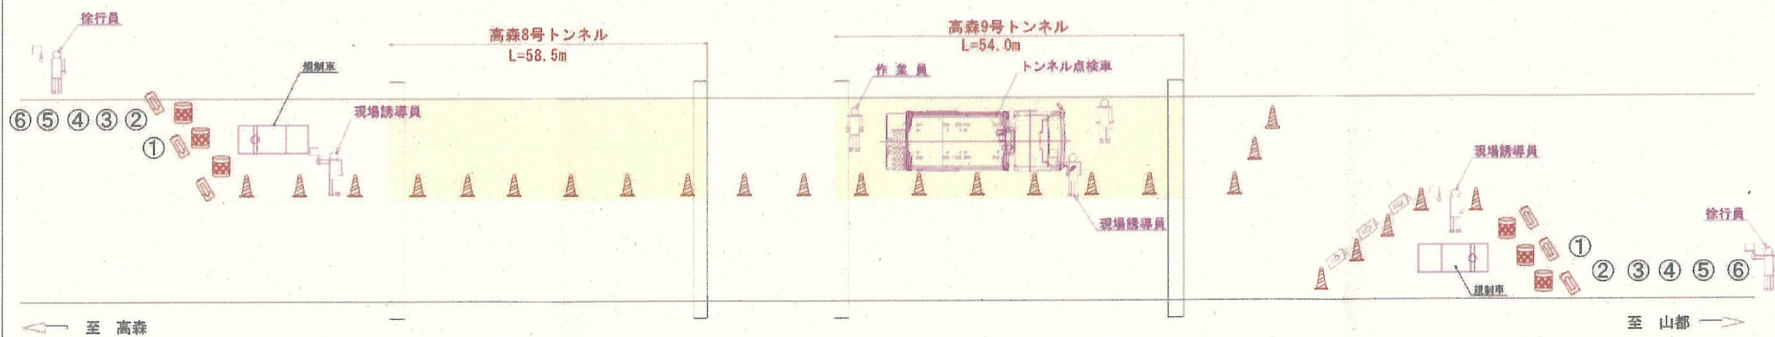 徐行員
高森8号トンネル
L=58.5m
高森9号トンネル
L=54.0m
規制車
作業員
トンネル点検車
現場誘導員
⑥⑤④③②
①
現場誘導員
現場誘導員
徐行員
①
②③④⑤⑥
規制車
至 高森
至 山都